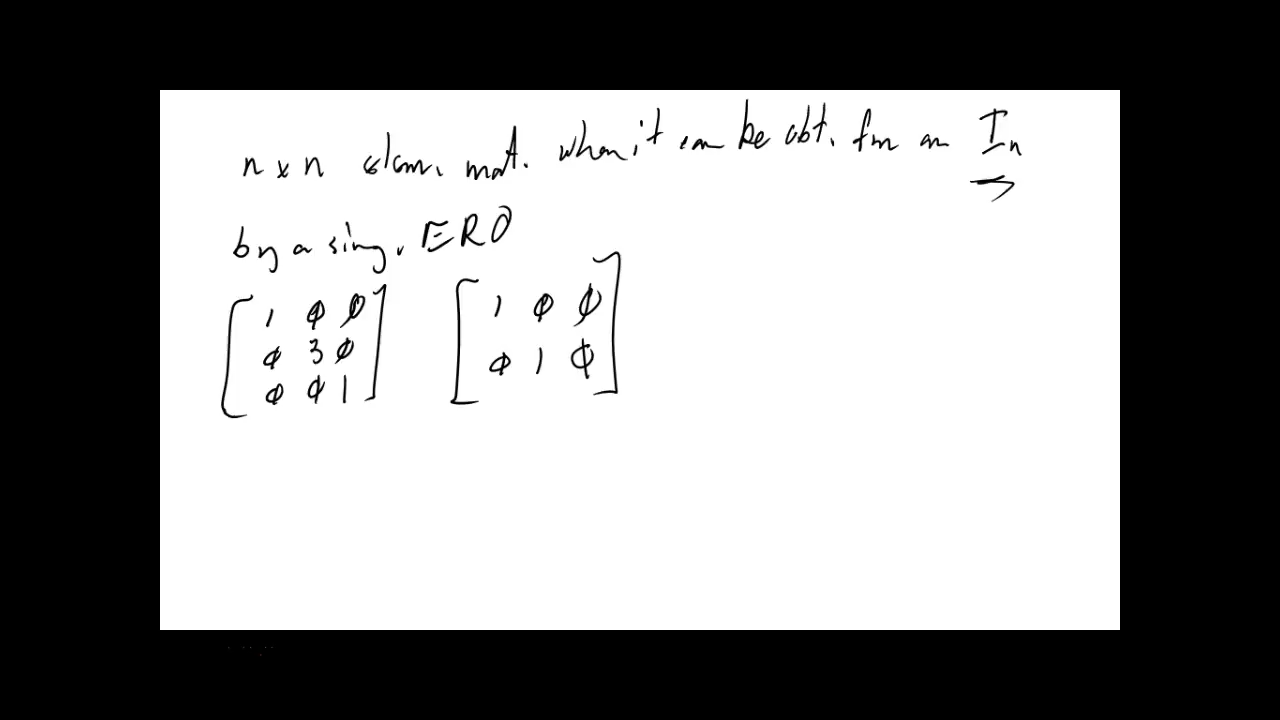 n x n elem. mat. when it can be obt. fm an In
by a sing. ERO
[1 0 0] [1 0 0]
[0 3 0] [0 1 0]
[0 0 1]